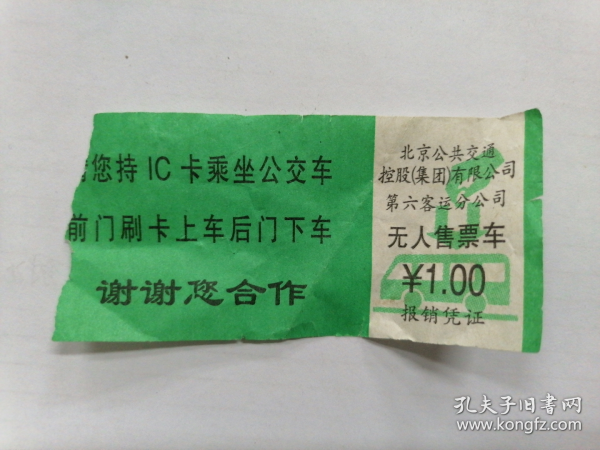 您持 IC 卡乘坐公交车
前门刷卡上车后门下车
谢谢您合作
北京公共交通
控股(集团)有限公司
第六客运分公司
无人售票车
¥1.00
报销凭证
孔夫子旧书网
www.kongfz.com